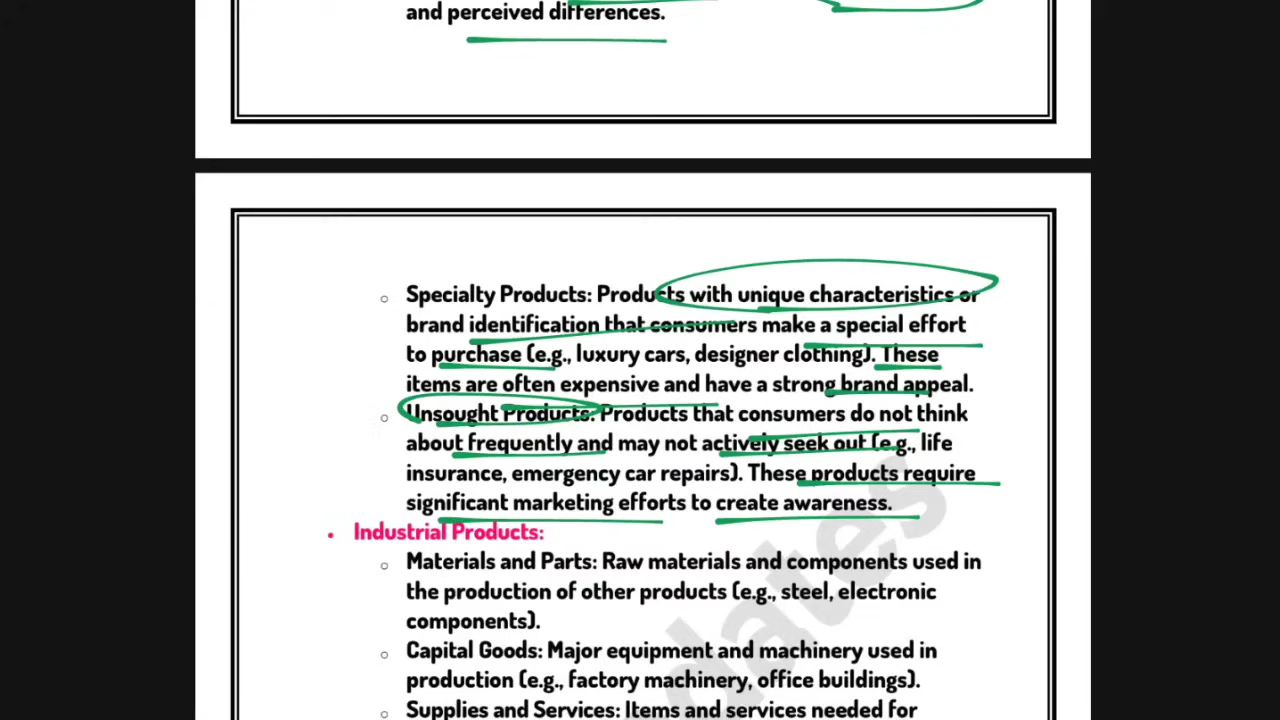 and perceived differences.
Specialty Products: Products with unique characteristics or
brand identification that consumers make a special effort
to purchase (e.g., luxury cars, designer clothing). These
items are often expensive and have a strong brand appeal.
Unsought Products: Products that consumers do not think
about frequently and may not actively seek out (e.g., life
insurance, emergency car repairs). These products require
significant marketing efforts to create awareness.
Industrial Products:
Materials and Parts: Raw materials and components used in
the production of other products (e.g., steel, electronic
components).
Capital Goods: Major equipment and machinery used in
production (e.g., factory machinery, office buildings).
Supplies and Services: Items and services needed for